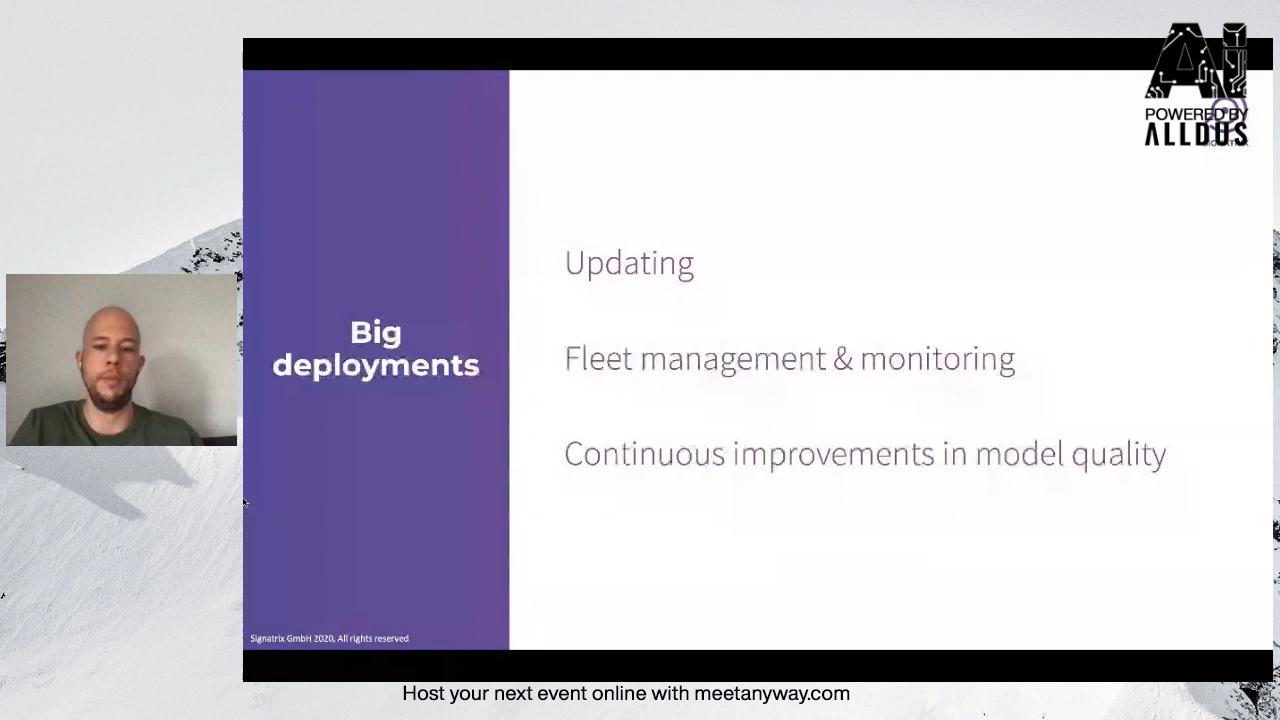 AI
POWERED BY
ALLDUS
Big
deployments
Updating
Fleet management & monitoring
Continuous improvements in model quality
Signatrix GmbH 2020, All rights reserved
Host your next event online with meetanyway.com